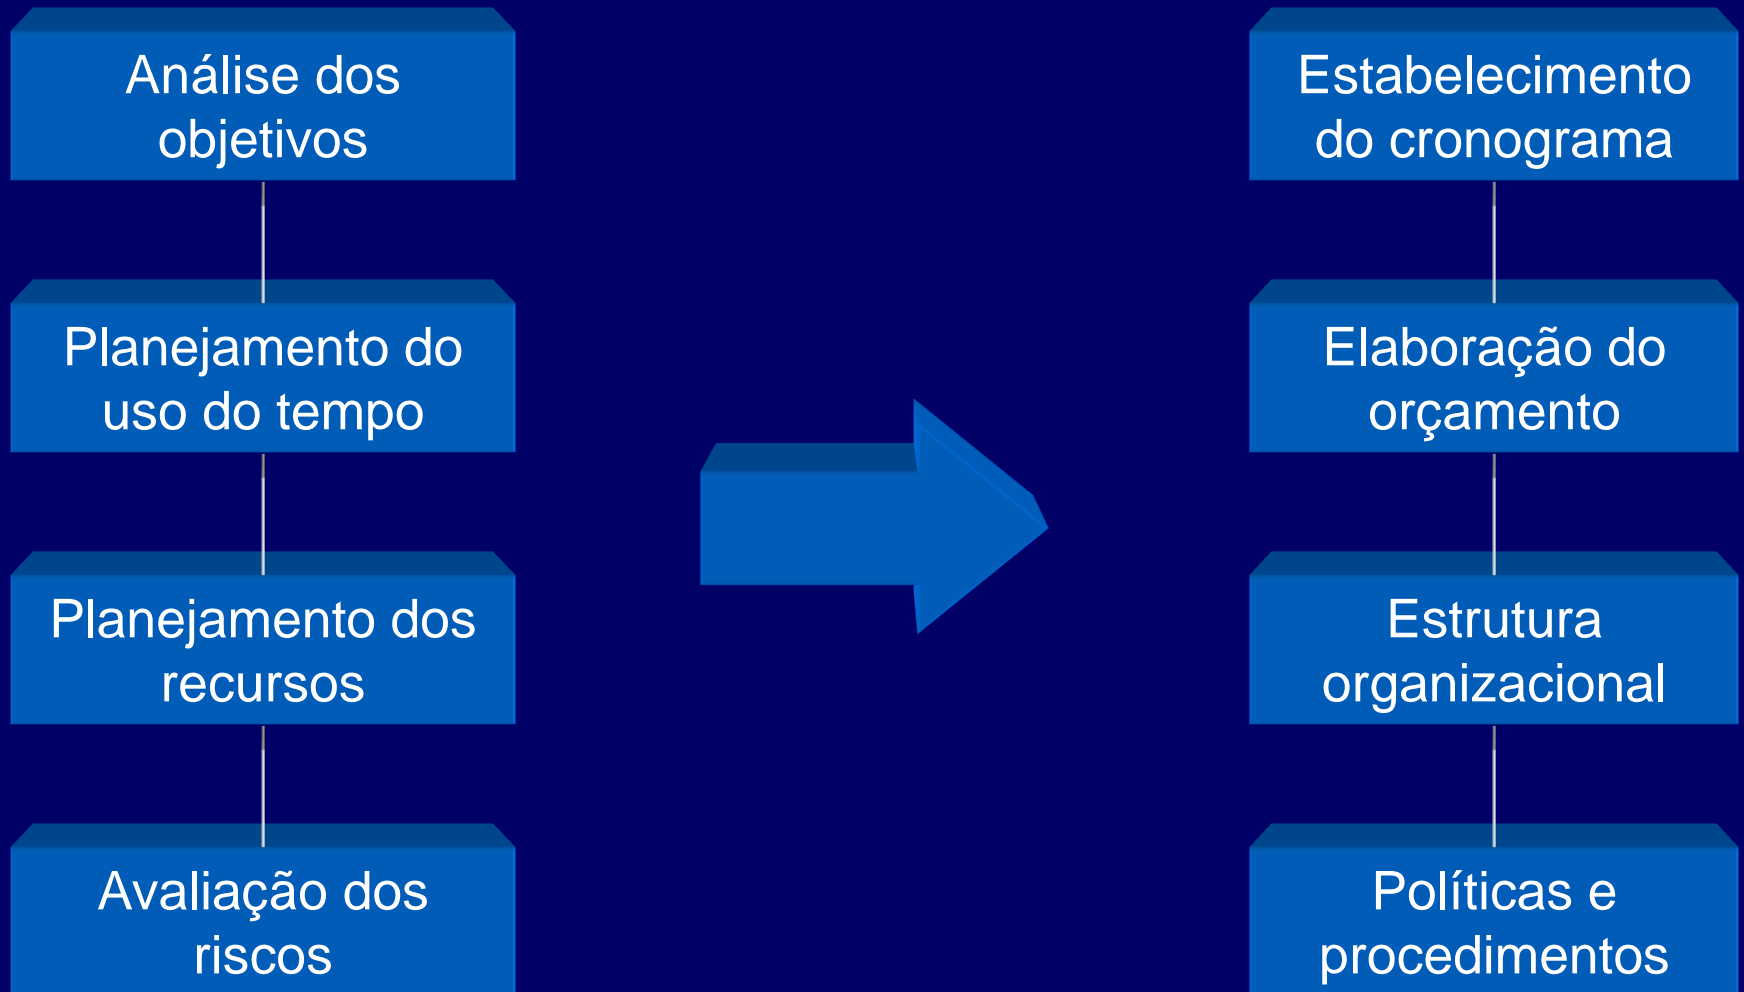 Análise dos
objetivos
Planejamento do
uso do tempo
Planejamento dos
recursos
Avaliação dos
riscos
Estabelecimento
do cronograma
Elaboração do
orçamento
Estrutura
organizacional
Políticas e
procedimentos